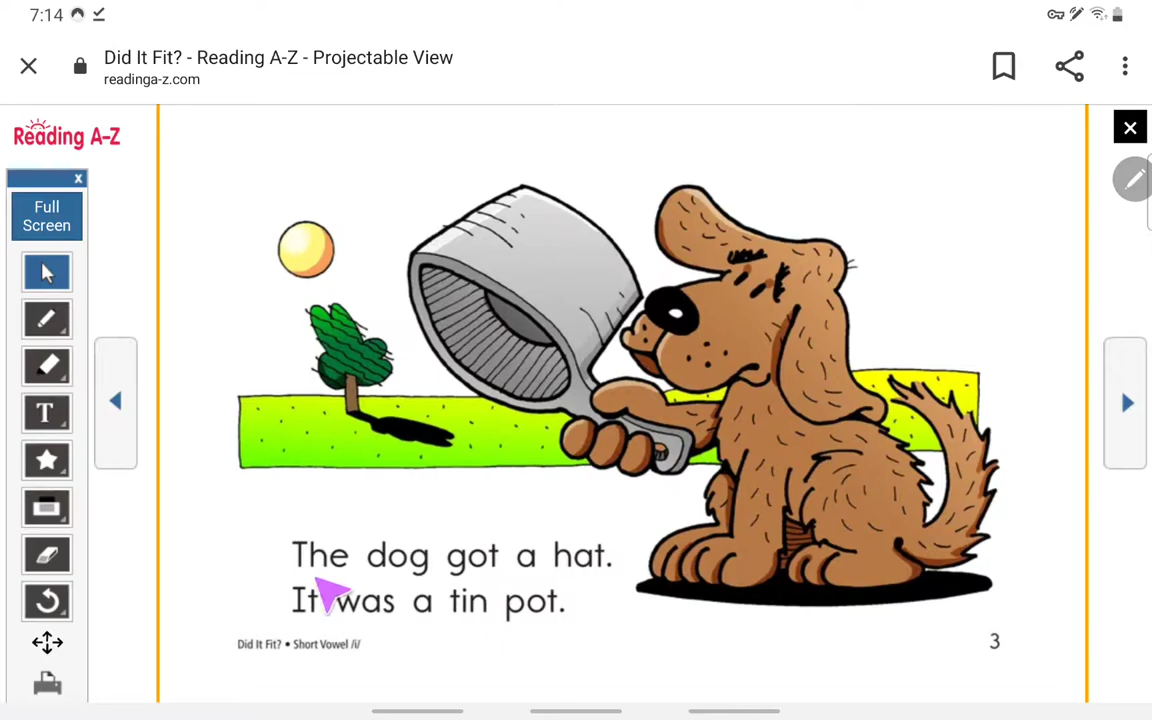 7:14
Did It Fit? - Reading A-Z - Projectable View
readinga-z.com
Reading A-Z
x
Full
Screen
T
The dog got a hat.
It was a tin pot.
Did It Fit? • Short Vowel /i/
3